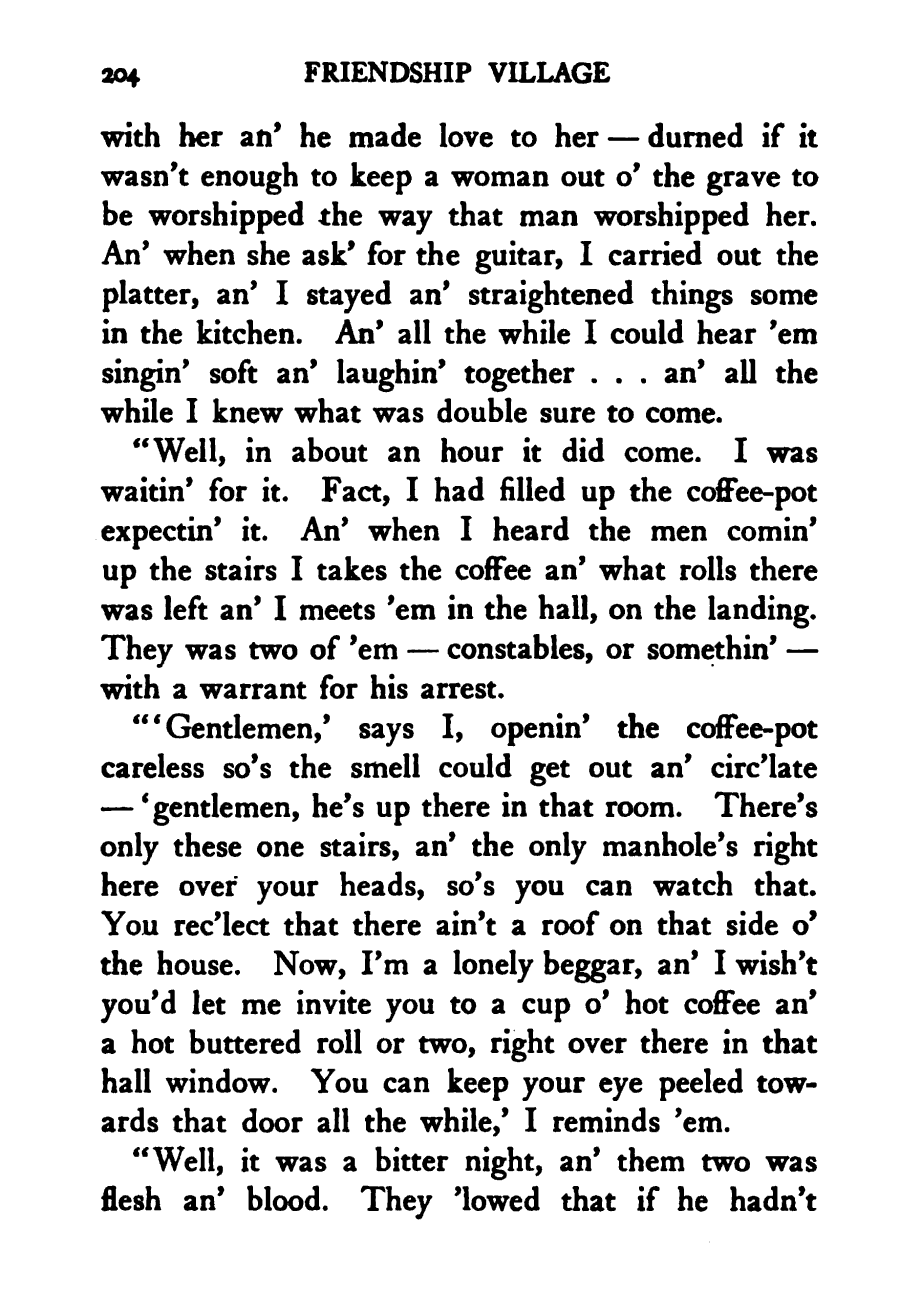 204 FRIENDSHIP VILLAGE
with her an' he made love to her — durned if it
wasn't enough to keep a woman out o' the grave to
be worshipped the way that man worshipped her.
An' when she ask' for the guitar, I carried out the
platter, an' I stayed an' straightened things some
in the kitchen. An' all the while I could hear 'em
singin' soft an' laughin' together . . . an' all the
while I knew what was double sure to come.
"Well, in about an hour it did come. I was
waitin' for it. Fact, I had filled up the coffee-pot
expectin' it. An' when I heard the men comin'
up the stairs I takes the coffee an' what rolls there
was left an' I meets 'em in the hall, on the landing.
They was two of 'em — constables, or somethin' —
with a warrant for his arrest.
"'Gentlemen,' says I, openin' the coffee-pot
careless so's the smell could get out an' circ'late
— 'gentlemen, he's up there in that room. There's
only these one stairs, an' the only manhole's right
here over your heads, so's you can watch that.
You rec'lect that there ain't a roof on that side o'
the house. Now, I'm a lonely beggar, an' I wish't
you'd let me invite you to a cup o' hot coffee an'
a hot buttered roll or two, right over there in that
hall window. You can keep your eye peeled tow-
ards that door all the while,' I reminds 'em.
"Well, it was a bitter night, an' them two was
flesh an' blood. They 'lowed that if he hadn't